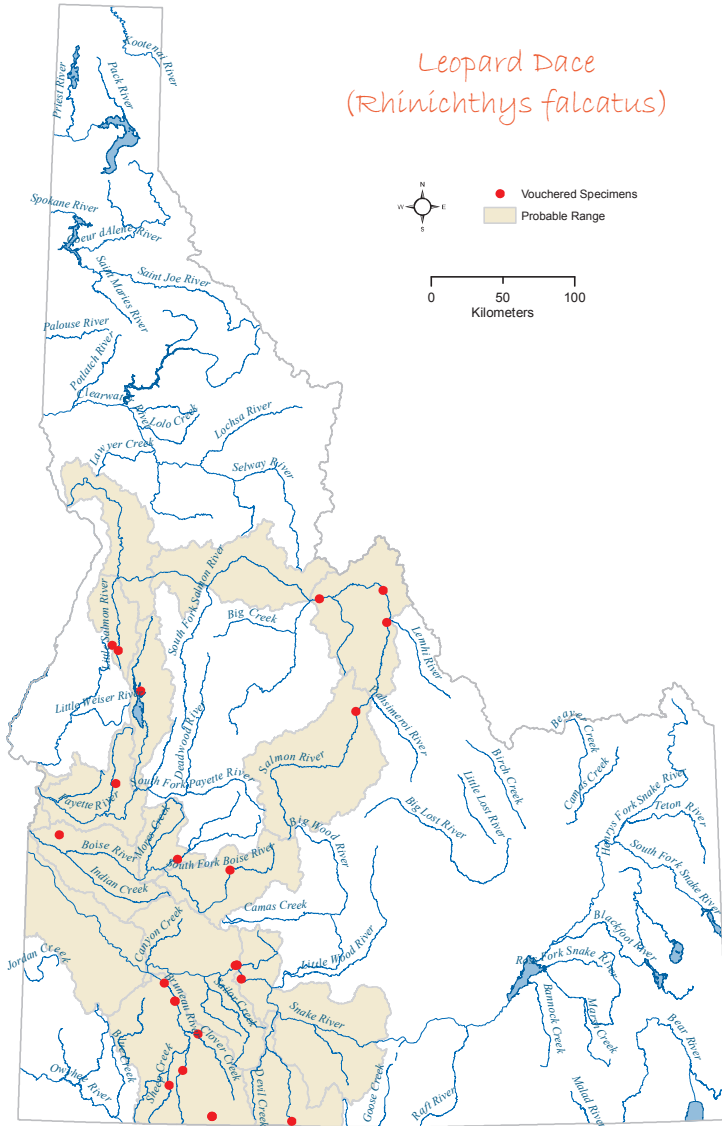 Leopard Dace
(Rhinichthys falcatus)
N
W E
S
Vouchered Specimens
Probable Range
0 50 100
Kilometers
Kootenai River
Priest River
Pack River
Spokane River
Coeur dAlene River
Saint Joe River
Saint Maries River
Palouse River
Potlatch River
Clearwater River
Lolo Creek
Lochsa River
Lawyer Creek
Selway River
Little Salmon River
South Fork Salmon River
Big Creek
Lemhi River
Little Weiser River
Pahsimeroi River
Deadwood River
Salmon River
Beaver Creek
Camas Creek
Birch Creek
Little Lost River
Big Lost River
Henrys Fork Snake River
Teton River
South Fork Snake River
South Fork Payette River
Payette River
Mores Creek
Boise River
South Fork Boise River
Big Wood River
Indian Creek
Camas Creek
Canyon Creek
Little Wood River
Jordan Creek
Blackfoot River
Snake River
Bruneau River
Sailor Creek
Snake River
Clover Creek
Bannock Creek
Marsh Creek
Bear River
Blue Creek
Sheep Creek
Owyhee River
Devil Creek
Goose Creek
Raft River
Malad River